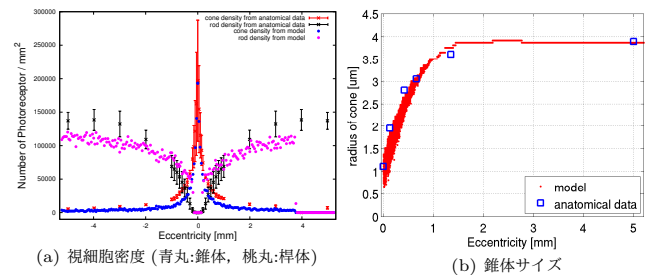 cone density from anatomical data
rod density from anatomical data
cone density from model
rod density from model
Number of Photoreceptor / mm²
300000
250000
200000
150000
100000
50000
0
-4
-2
0
2
4
Eccentricity [mm]
(a) 視細胞密度 (青丸:錐体, 桃丸:桿体)
radius of cone [um]
5
4.5
4
3.5
3
2.5
2
1.5
1
0.5
0
0
1
2
3
4
5
model
anatomical data
Eccentricity [mm]
(b) 錐体サイズ